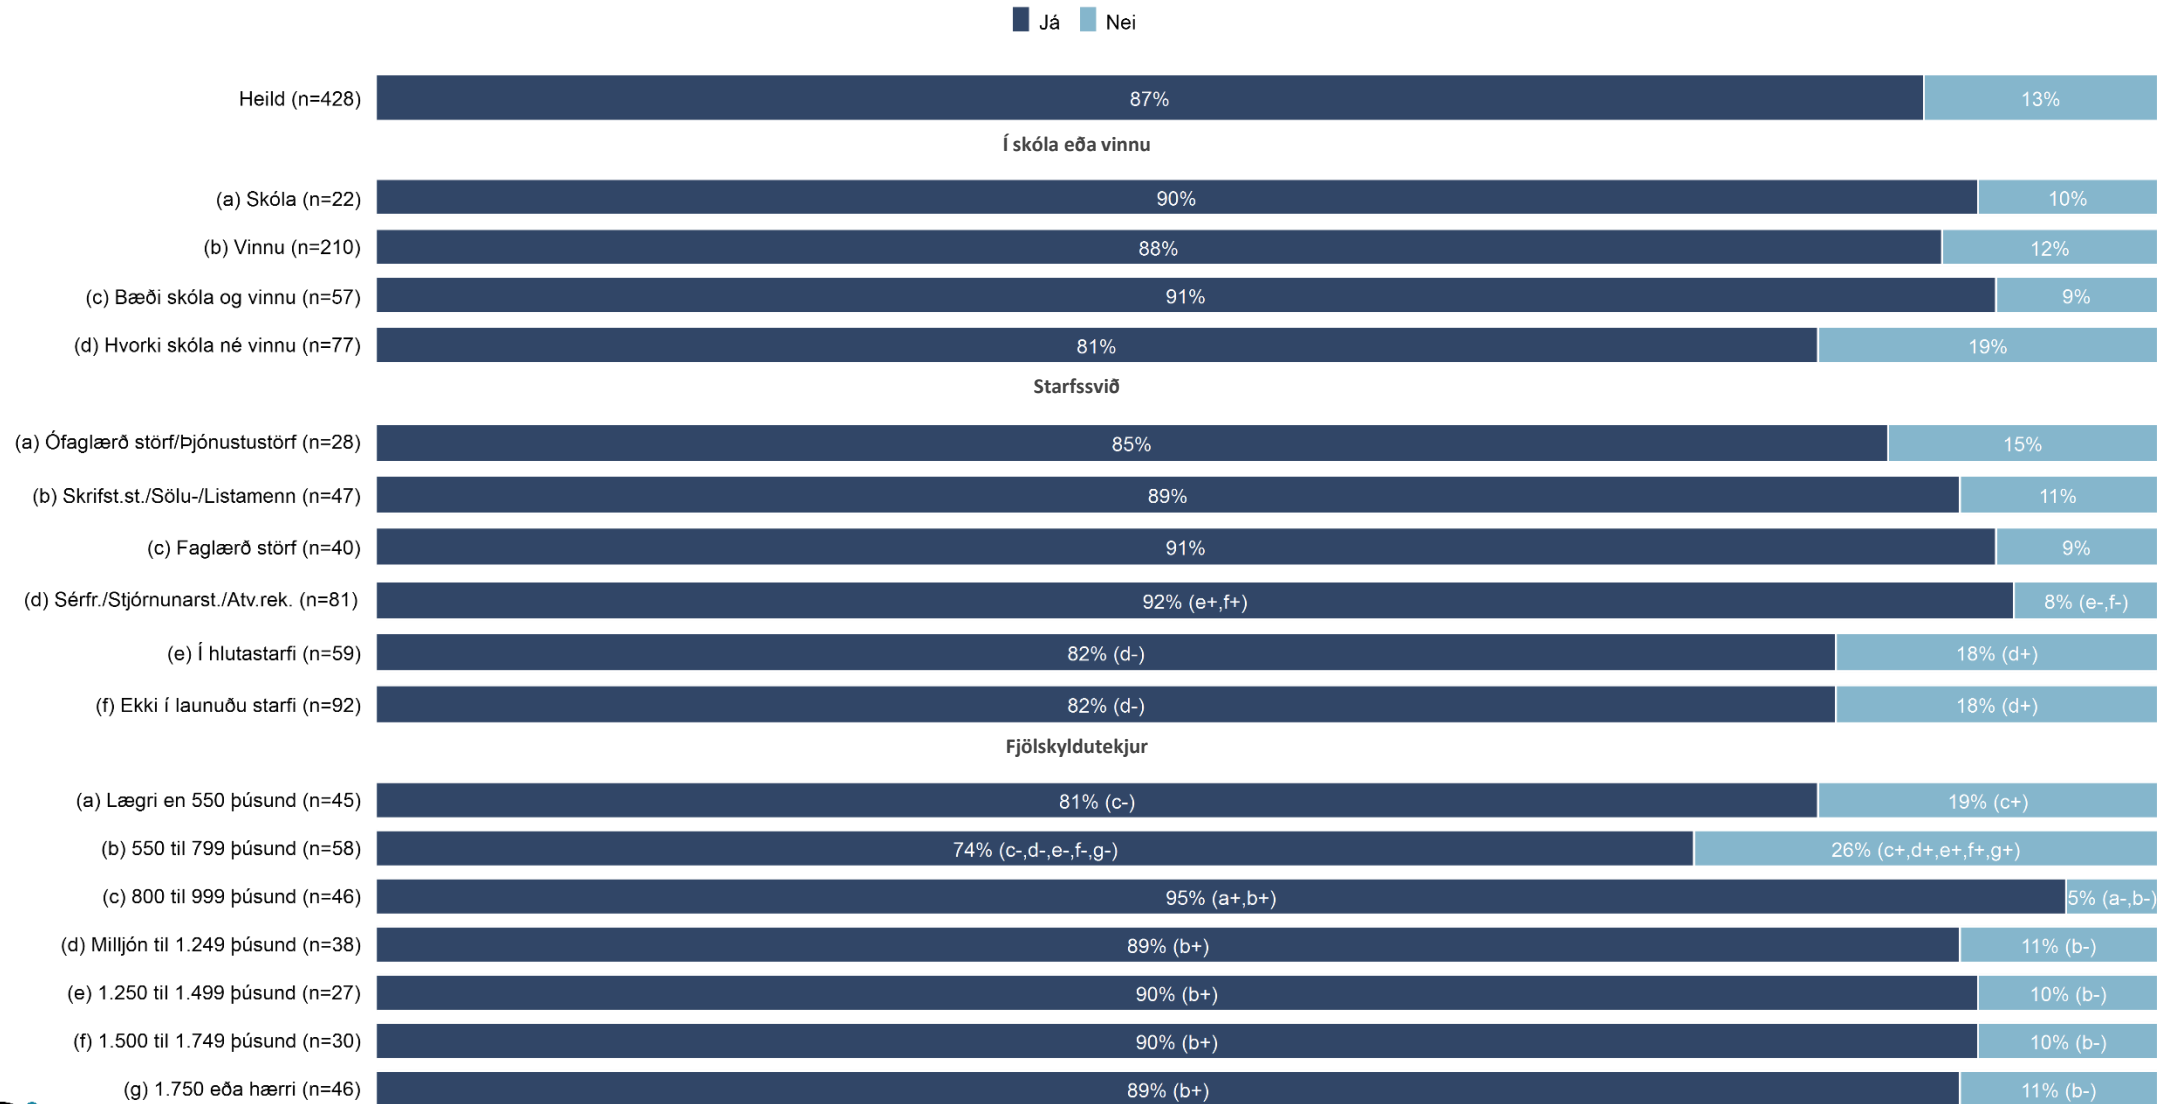 Já Nei
Heild (n=428) 87% 13%
Í skóla eða vinnu
(a) Skóla (n=22) 90% 10%
(b) Vinnu (n=210) 88% 12%
(c) Bæði skóla og vinnu (n=57) 91% 9%
(d) Hvorki skóla né vinnu (n=77) 81% 19%
Starfssvið
(a) Ófaglærð störf/Þjónustustörf (n=28) 85% 15%
(b) Skrifst.st./Sölu-/Listamenn (n=47) 89% 11%
(c) Faglærð störf (n=40) 91% 9%
(d) Sérfr./Stjórnunarst./Atv.rek. (n=81) 92% (e+,f+) 8% (e-,f-)
(e) Í hlutastarfi (n=59) 82% (d-) 18% (d+)
(f) Ekki í launuðu starfi (n=92) 82% (d-) 18% (d+)
Fjölskyldutekjur
(a) Lægri en 550 þúsund (n=45) 81% (c-) 19% (c+)
(b) 550 til 799 þúsund (n=58) 74% (c-,d-,e-,f-,g-) 26% (c+,d+,e+,f+,g+)
(c) 800 til 999 þúsund (n=46) 95% (a+,b+) 5% (a-,b-)
(d) Milljón til 1.249 þúsund (n=38) 89% (b+) 11% (b-)
(e) 1.250 til 1.499 þúsund (n=27) 90% (b+) 10% (b-)
(f) 1.500 til 1.749 þúsund (n=30) 90% (b+) 10% (b-)
(g) 1.750 eða hærri (n=46) 89% (b+) 11% (b-)